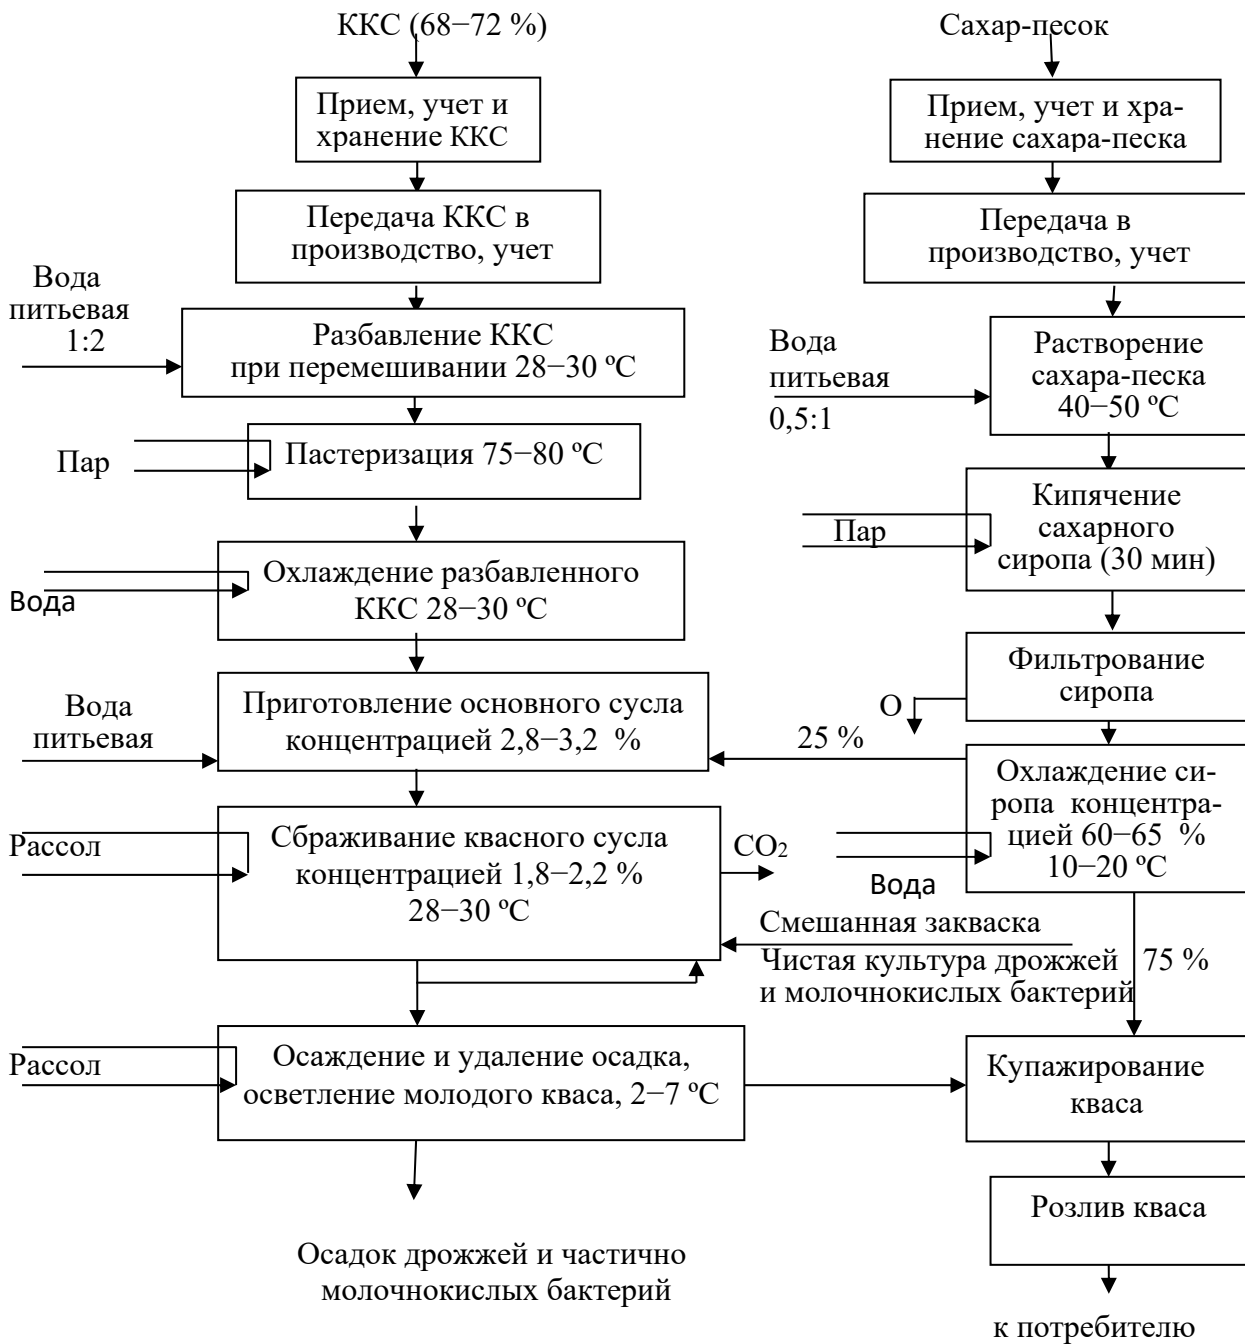 ККС (68−72 %)
Сахар-песок
Прием, учет и
хранение ККС
Прием, учет и хра-
нение сахара-песка
Передача ККС в
производство, учет
Передача в
производство, учет
Вода
питьевая
1:2
Разбавление ККС
при перемешивании 28−30 ºС
Вода
питьевая
0,5:1
Растворение
сахара-песка
40−50 ºС
Пар
Пастеризация 75−80 ºС
Пар
Кипячение
сахарного
сиропа (30 мин)
Вода
Охлаждение разбавленного
ККС 28−30 ºС
Фильтрование
сиропа
О
Вода
питьевая
Приготовление основного сусла
концентрацией 2,8−3,2 %
25 %
Охлаждение си-
ропа концентра-
цией 60−65 %
10−20 ºС
Вода
Рассол
Сбраживание квасного сусла
концентрацией 1,8−2,2 %
28−30 ºС
СО2
Смешанная закваска
Чистая культура дрожжей
и молочнокислых бактерий
75 %
Рассол
Осаждение и удаление осадка,
осветление молодого кваса, 2−7 ºС
Купажирование
кваса
Розлив кваса
Осадок дрожжей и частично
молочнокислых бактерий
к потребителю